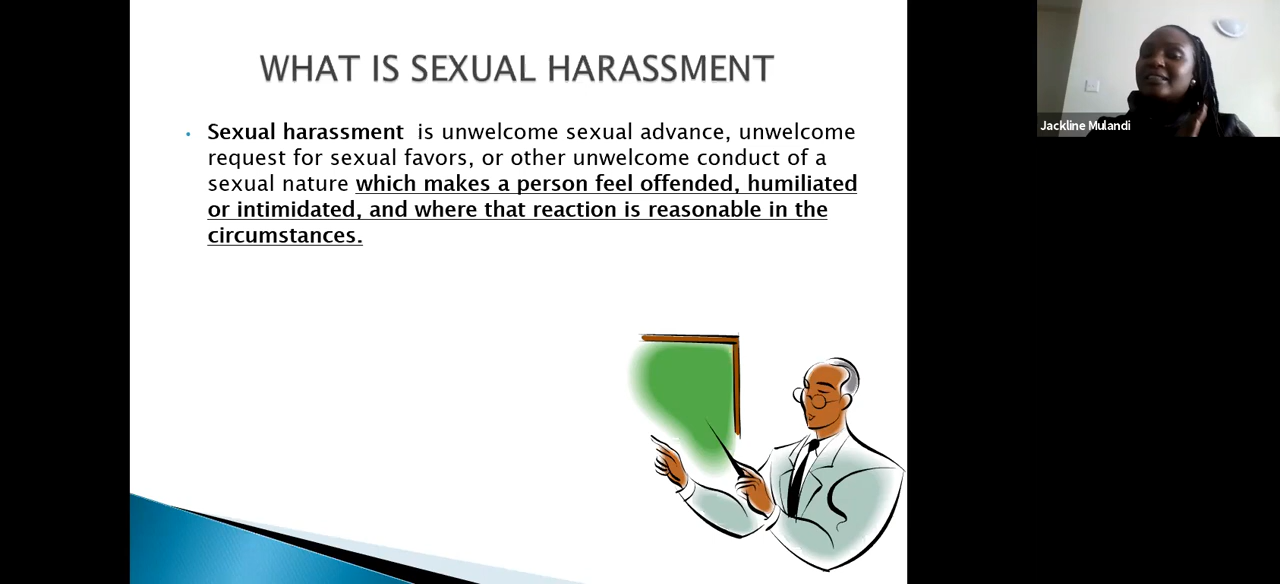 WHAT IS SEXUAL HARASSMENT
• Sexual harassment is unwelcome sexual advance, unwelcome
request for sexual favors, or other unwelcome conduct of a
sexual nature which makes a person feel offended, humiliated
or intimidated, and where that reaction is reasonable in the
circumstances.
Jackline Mulandi